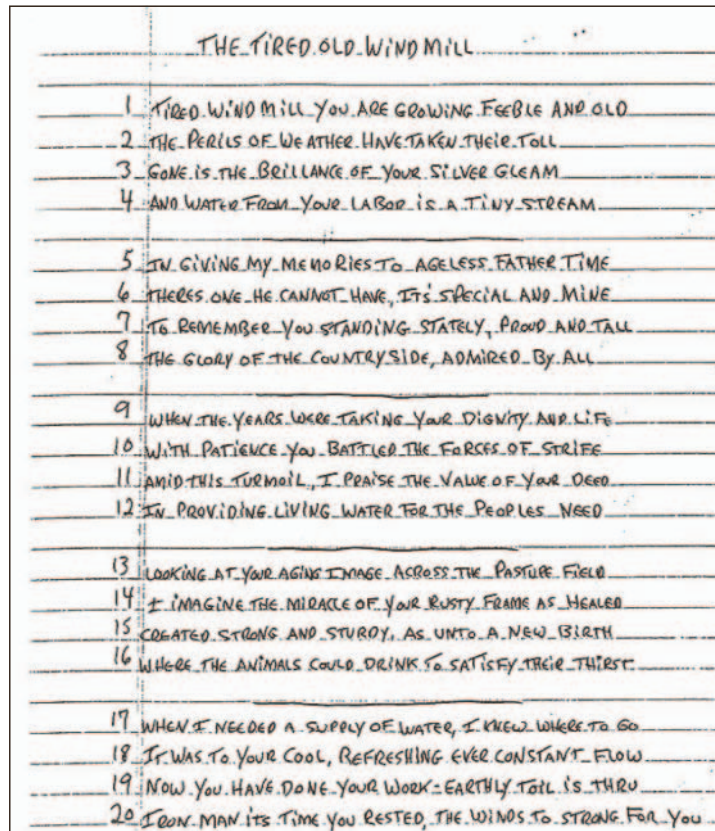 THE TIRED OLD WINDMILL
1 TIRED WINDMILL YOU ARE GROWING FEEBLE AND OLD
2 THE PERILS OF WEATHER HAVE TAKEN THEIR TOLL
3 GONE IS THE BRILLANCE OF YOUR SILVER GLEAM
4 AND WATER FROM YOUR LABOR IS A TINY STREAM
5 IN GIVING MY MEMORIES TO AGELESS FATHER TIME
6 THERES ONE HE CANNOT HAVE, ITS' SPECIAL AND MINE
7 TO REMEMBER YOU STANDING STATELY, PROUD AND TALL
8 THE GLORY OF THE COUNTRYSIDE, ADMIRED BY ALL
9 WHEN THE YEARS WERE TAKING YOUR DIGNITY AND LIFE
10 WITH PATIENCE YOU BATTLED THE FORCES OF STRIFE
11 AMID THIS TURMOIL, I PRAISE THE VALUE OF YOUR DEED
12 IN PROVIDING LIVING WATER FOR THE PEOPLES NEED
13 LOOKING AT YOUR AGING IMAGE ACROSS THE PASTURE FIELD
14 I IMAGINE THE MIRACLE OF YOUR RUSTY FRAME AS HEALED
15 CREATED STRONG AND STURDY, AS UNTO A NEW BIRTH
16 WHERE THE ANIMALS COULD DRINK TO SATISFY THEIR THIRST
17 WHEN I NEEDED A SUPPLY OF WATER, I KNEW WHERE TO GO
18 IT WAS TO YOUR COOL, REFRESHING EVER CONSTANT FLOW
19 NOW YOU HAVE DONE YOUR WORK - EARTHLY TOIL IS THRU
20 IRON MAN ITS TIME YOU RESTED, THE WINDS TO STRONG FOR YOU